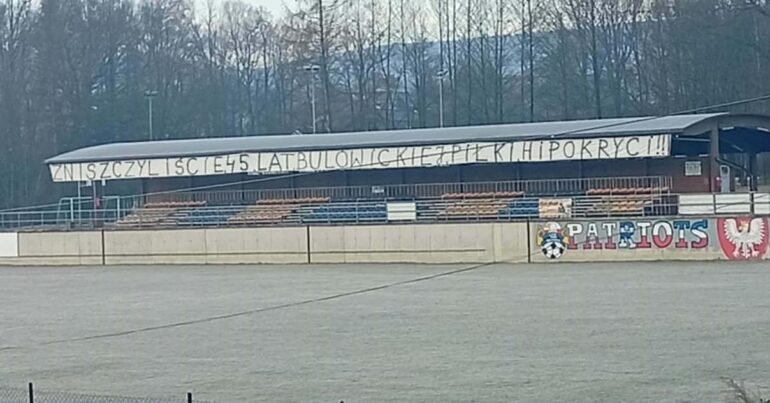 ZNISZCZYLIŚCIE 45 LAT BULOWICKIEJ PIŁKI HIPOKRYCI!!
PATRIOTS